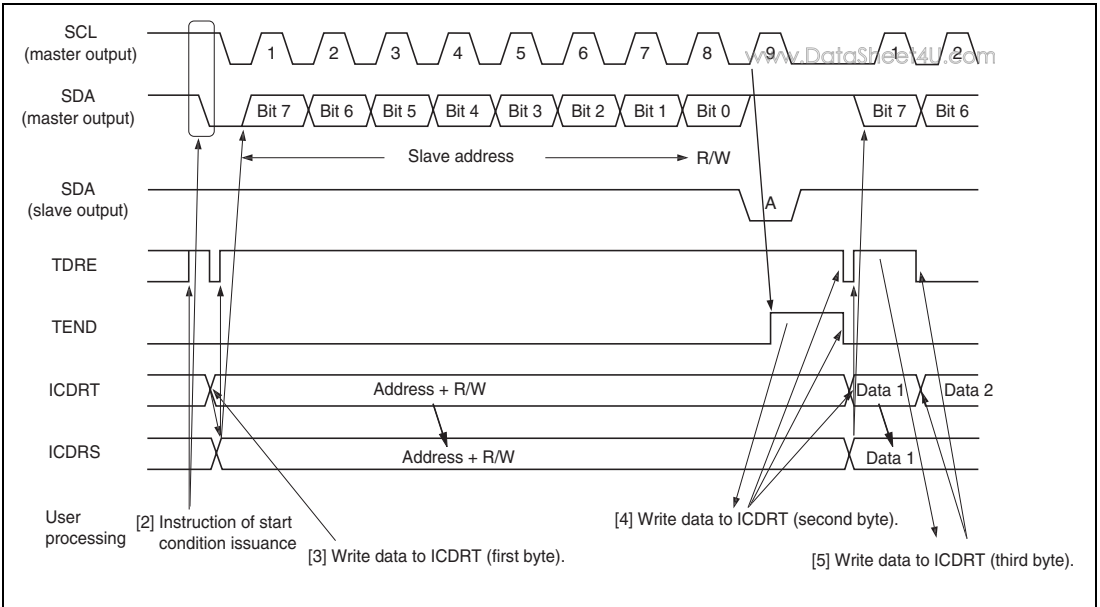 SCL
(master output)
1 2 3 4 5 6 7 8 9 1 2
www.DataSheet4U.com
SDA
(master output)
Bit 7 Bit 6 Bit 5 Bit 4 Bit 3 Bit 2 Bit 1 Bit 0 Bit 7 Bit 6
Slave address R/W
SDA
(slave output)
A
TDRE
TEND
ICDRT
Address + R/W Data 1 Data 2
ICDRS
Address + R/W Data 1
User
processing
[2] Instruction of start
condition issuance
[3] Write data to ICDRT (first byte).
[4] Write data to ICDRT (second byte).
[5] Write data to ICDRT (third byte).